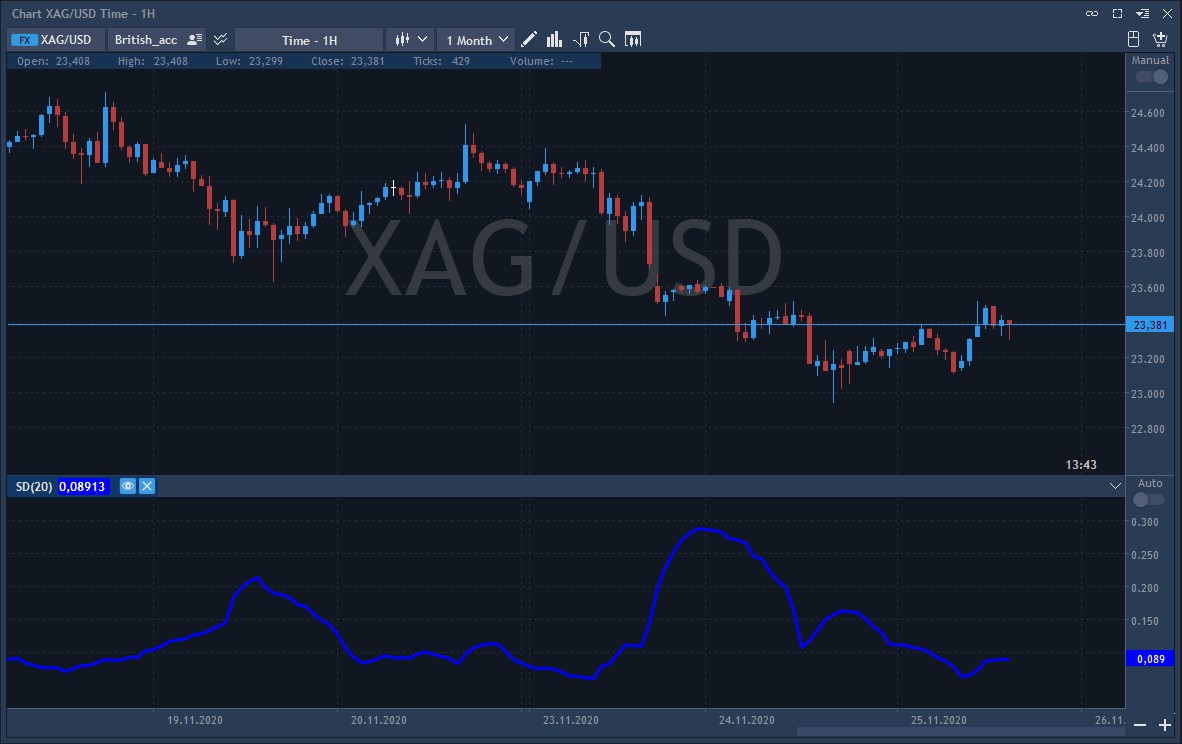 Chart XAG/USD Time - 1H
FX XAG/USD British_acc Time - 1H 1 Month
Open: 23,408 High: 23,408 Low: 23,299 Close: 23,381 Ticks: 429 Volume: ---
Manual
24.600
24.400
24.200
24.000
23.800
XAG/USD
23.600
23,381
23.200
23.000
22.800
13:43
SD(20) 0,08913
Auto
0.300
0.250
0.200
0.150
0,089
19.11.2020 20.11.2020 23.11.2020 24.11.2020 25.11.2020 26.11.